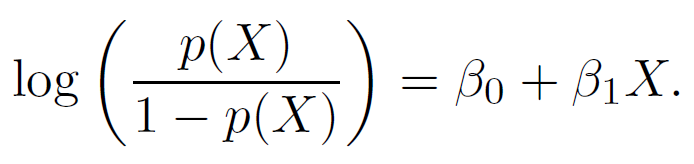 log ( p(X) / (1 − p(X)) ) = β₀ + β₁X.